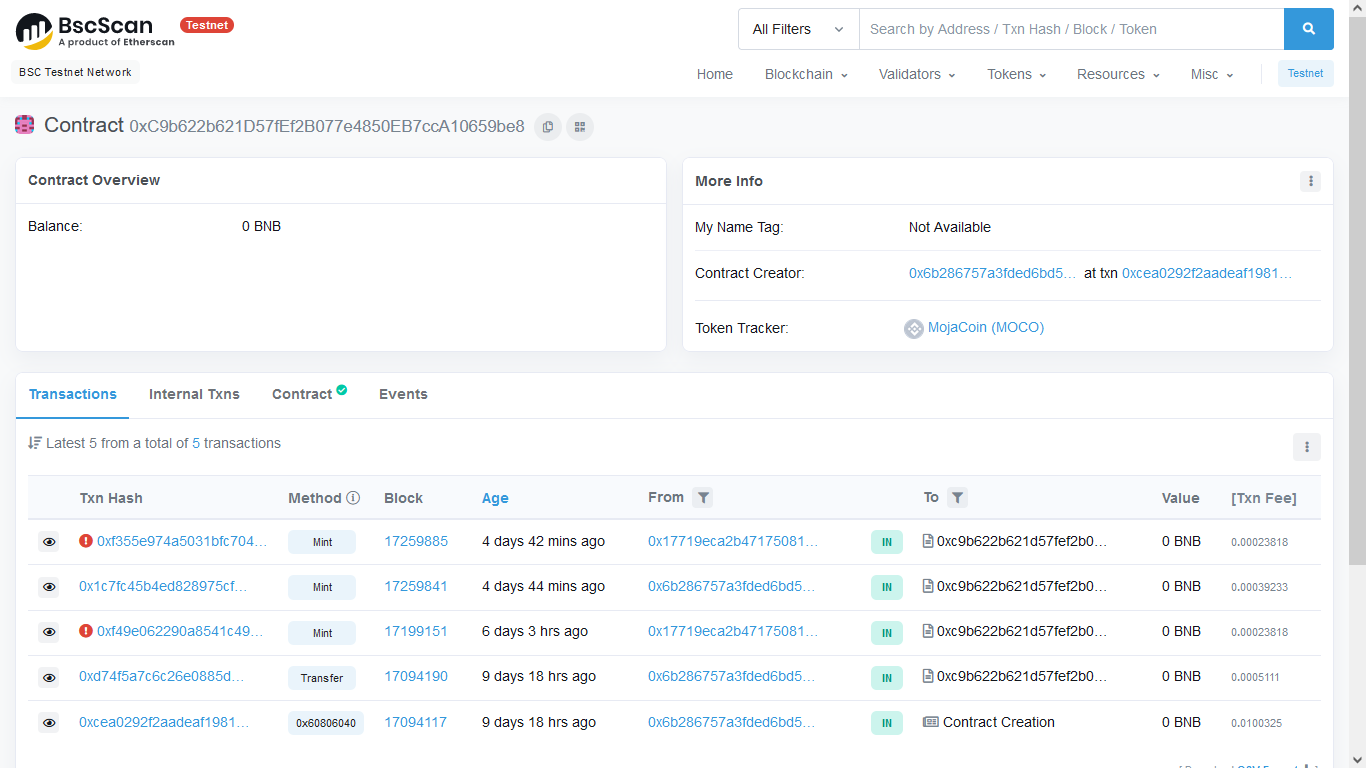 BscScan Testnet
A product of Etherscan
All Filters Search by Address / Txn Hash / Block / Token
BSC Testnet Network
Home Blockchain Validators Tokens Resources Misc Testnet
Contract 0xC9b622b621D57fEf2B077e4850EB7ccA10659be8
Contract Overview
Balance: 0 BNB
More Info
My Name Tag: Not Available
Contract Creator: 0x6b286757a3fded6bd5... at txn 0xcea0292f2aadeaf1981...
Token Tracker: MojaCoin (MOCO)
Transactions Internal Txns Contract Events
Latest 5 from a total of 5 transactions
Txn Hash Method Block Age From To Value [Txn Fee]
0xf355e974a5031bfc704... Mint 17259885 4 days 42 mins ago 0x17719eca2b47175081... IN 0xc9b622b621d57fef2b0... 0 BNB 0.00023818
0x1c7fc45b4ed828975cf... Mint 17259841 4 days 44 mins ago 0x6b286757a3fded6bd5... IN 0xc9b622b621d57fef2b0... 0 BNB 0.00039233
0xf49e062290a8541c49... Mint 17199151 6 days 3 hrs ago 0x17719eca2b47175081... IN 0xc9b622b621d57fef2b0... 0 BNB 0.00023818
0xd74f5a7c6c26e0885d... Transfer 17094190 9 days 18 hrs ago 0x6b286757a3fded6bd5... IN 0xc9b622b621d57fef2b0... 0 BNB 0.0005111
0xcea0292f2aadeaf1981... 0x60806040 17094117 9 days 18 hrs ago 0x6b286757a3fded6bd5... IN Contract Creation 0 BNB 0.0100325